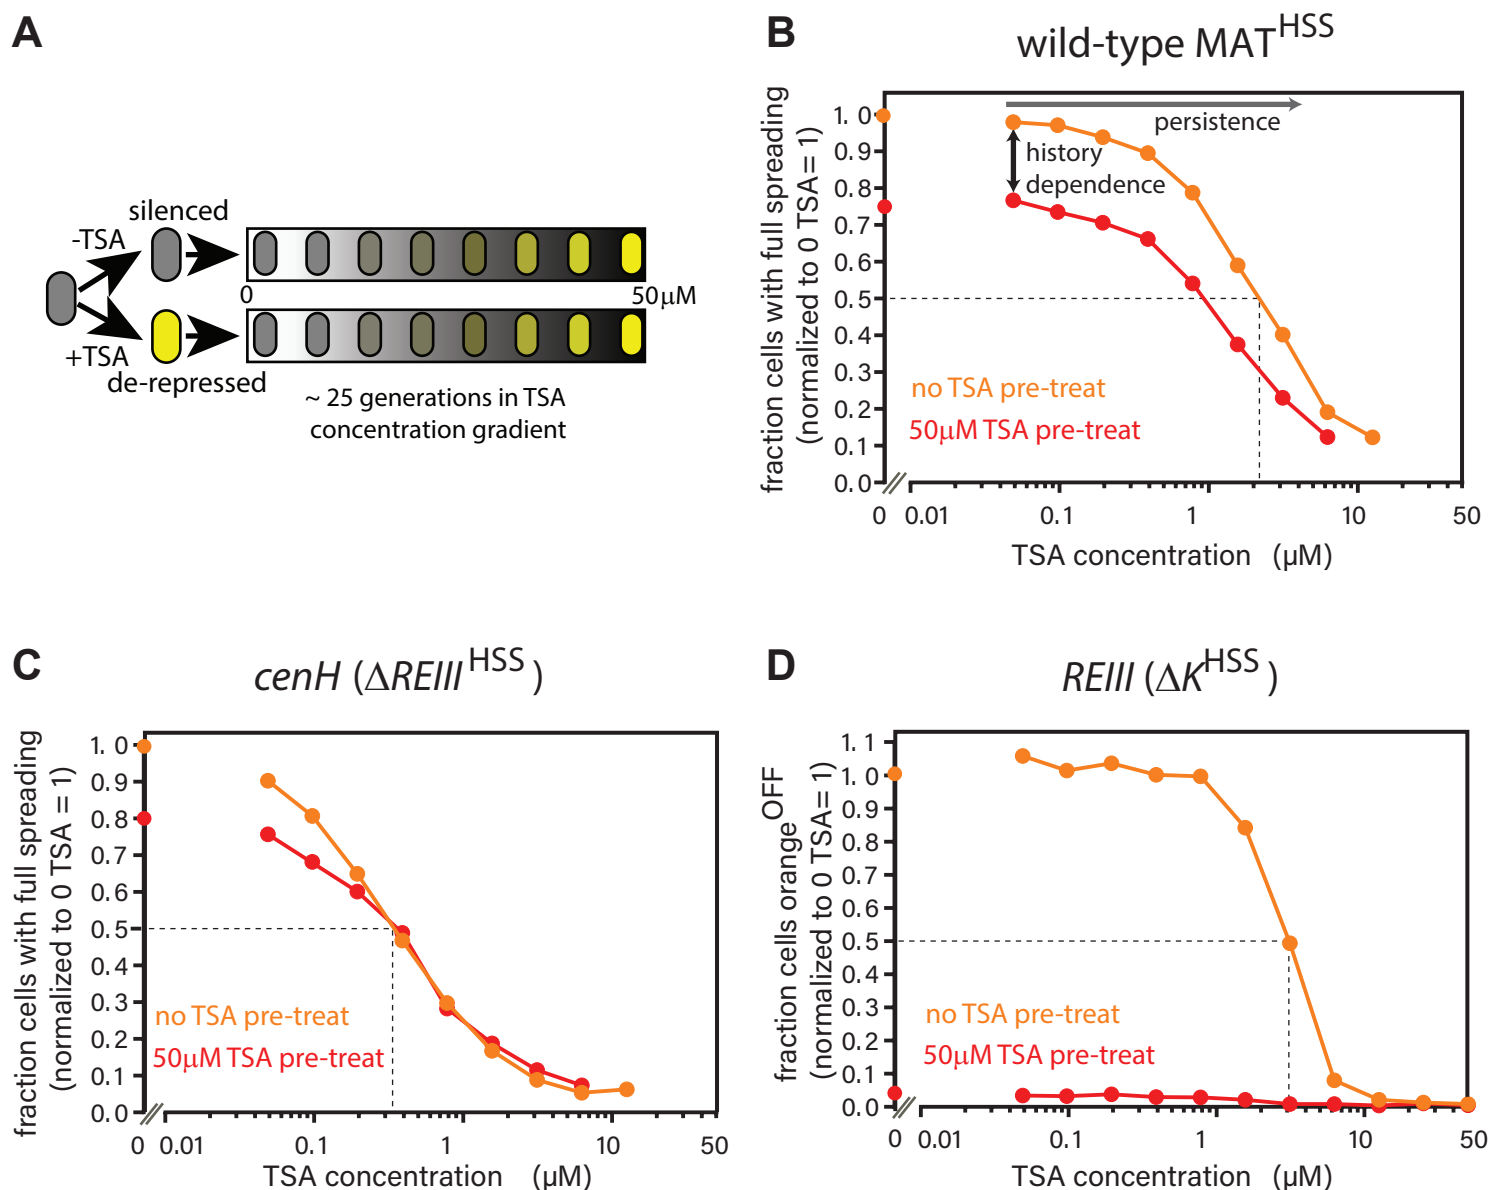 A
silenced
-TSA
0
50μM
+TSA
de-repressed
~ 25 generations in TSA
concentration gradient
B
wild-type MAT^HSS
fraction cells with full spreading
(normalized to 0 TSA= 1)
1. 0
0. 9
0. 8
0. 7
0. 6
0. 5
0. 4
0. 3
0. 2
0. 1
0. 0
persistence
history
dependence
no TSA pre-treat
50μM TSA pre-treat
0 0.01 0.1 1 10 50
TSA concentration (μM)
C
cenH (ΔREIII^HSS)
fraction cells with full spreading
(normalized to 0 TSA = 1)
1. 0
0. 9
0. 8
0. 7
0. 6
0. 5
0. 4
0. 3
0. 2
0. 1
0. 0
no TSA pre-treat
50μM TSA pre-treat
0 0.01 0.1 1 10 50
TSA concentration (μM)
D
REIII (ΔK^HSS)
fraction cells orange^OFF
(normalized to 0 TSA= 1)
1. 1
1. 0
0. 9
0. 8
0. 7
0. 6
0. 5
0. 4
0. 3
0. 2
0. 1
0. 0
no TSA pre-treat
50μM TSA pre-treat
0 0.01 0.1 1 10 50
TSA concentration (μM)